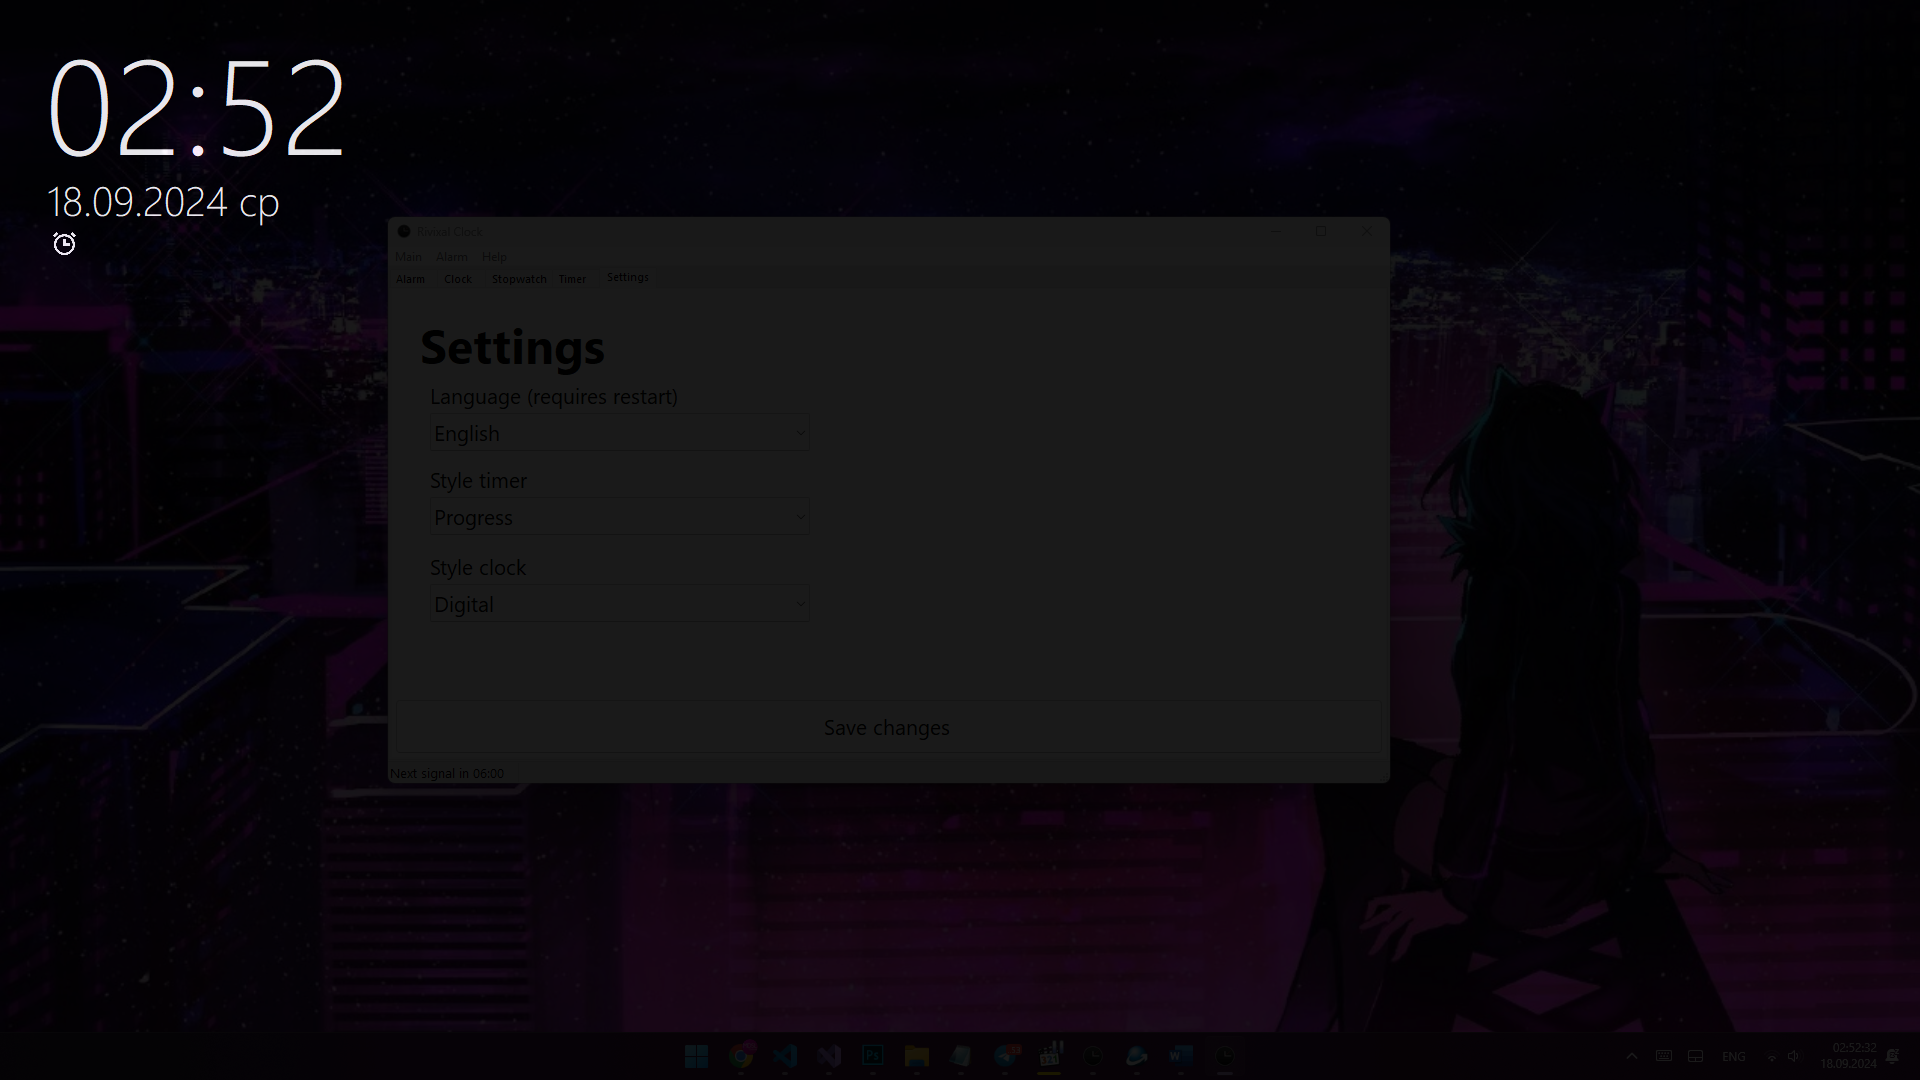 02:52
18.09.2024 ср
Rivixel Clock
Main Alarm Help
Alarm Clock Stopwatch Timer Settings
Settings
Language (requires restart)
English
Style timer
Progress
Style clock
Digital
Save changes
Next signal in 06:00
Ps
W
ENG
02:52:32
18.09.2024